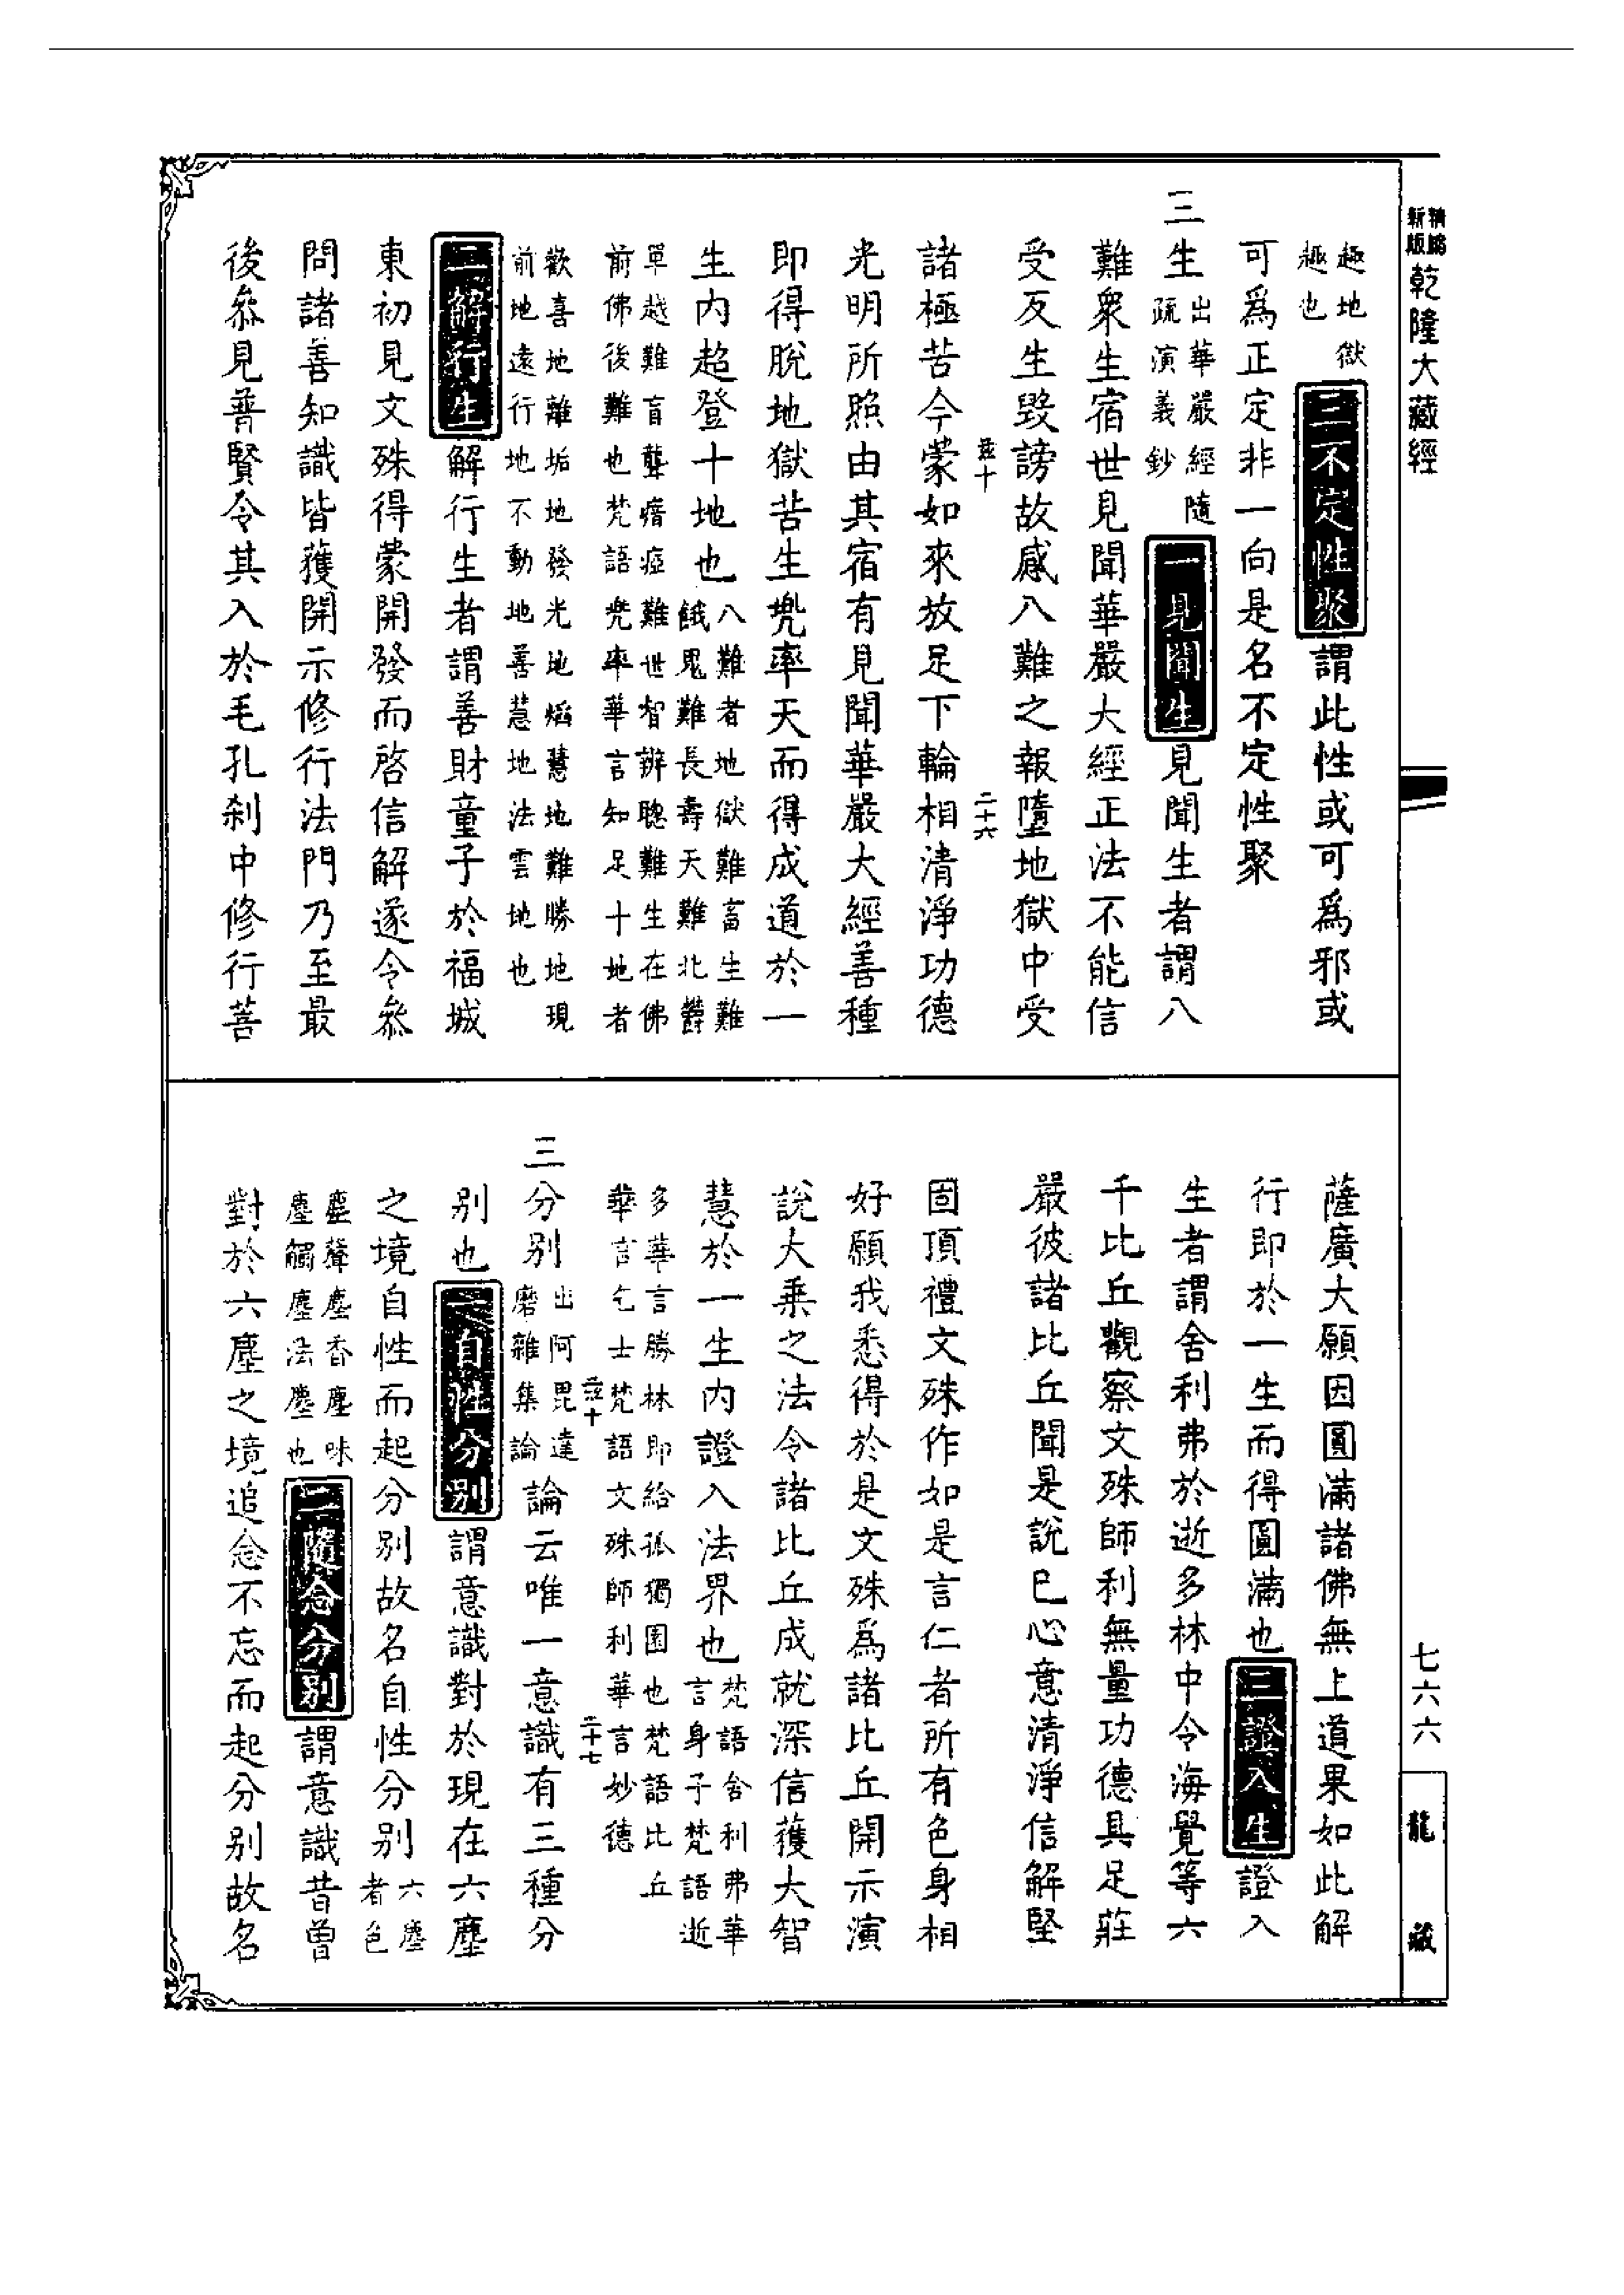 精縮
新版
乾隆大藏經
趣地獄
趣也
三不定性聚謂此性或可為邪或
可為正定非一向是名不定性聚
三生
出華嚴經隨
疏演義鈔
一見聞生見聞生者謂八
難衆生宿世見聞華嚴大經正法不能信
受反生毀謗故感八難之報墮地獄中受
茲十
二十六
諸極苦今蒙如來放足下輪相清淨功德
光明所照由其宿有見聞華嚴大經善種
即得脫地獄苦生兜率天而得成道於一
生內超登十地也
八難者地獄難畜生難
餓鬼難長壽天難北鬱
單越難盲聾瘖瘂難世智辯聰難生在佛
前佛後難也梵語兜率華言知足十地者
歡喜地離垢地發光地焰慧地難勝地現
前地遠行地不動地善慧地法雲地也
二解行生解行生者謂善財童子於福城
東初見文殊得蒙開發而啓信解遂令叅
問諸善知識皆獲開示修行法門乃至最
後叅見普賢令其入於毛孔刹中修行菩
薩廣大願因圓滿諸佛無上道果如此解
行即於一生而得圓滿也三證入生證入
生者謂舍利弗於逝多林中令海覺等六
千比丘觀察文殊師利無量功德具足莊
嚴彼諸比丘聞是說已心意清淨信解堅
固頂禮文殊作如是言仁者所有色身相
好願我悉得於是文殊為諸比丘開示演
說大乘之法令諸比丘成就深信獲大智
慧於一生內證入法界也
梵語舍利弗華
言身子梵語逝
多華言勝林即給孤獨園也梵語比丘
華言乞士梵語文殊師利華言妙德
茲十
二十七
三分別
出阿毘達
磨雜集論
論云唯一意識有三種分
別也一自性分別謂意識對於現在六塵
之境自性而起分別故名自性分別
六塵
者色
塵聲塵香塵味
塵觸塵法塵也
二隨念分別謂意識昔曾
對於六塵之境追念不忘而起分別故名
七六六
龍藏